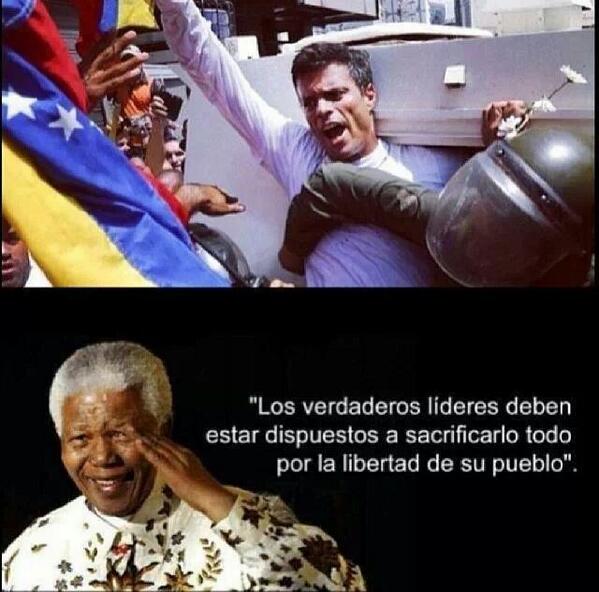 "Los verdaderos líderes deben
estar dispuestos a sacrificarlo todo
por la libertad de su pueblo".